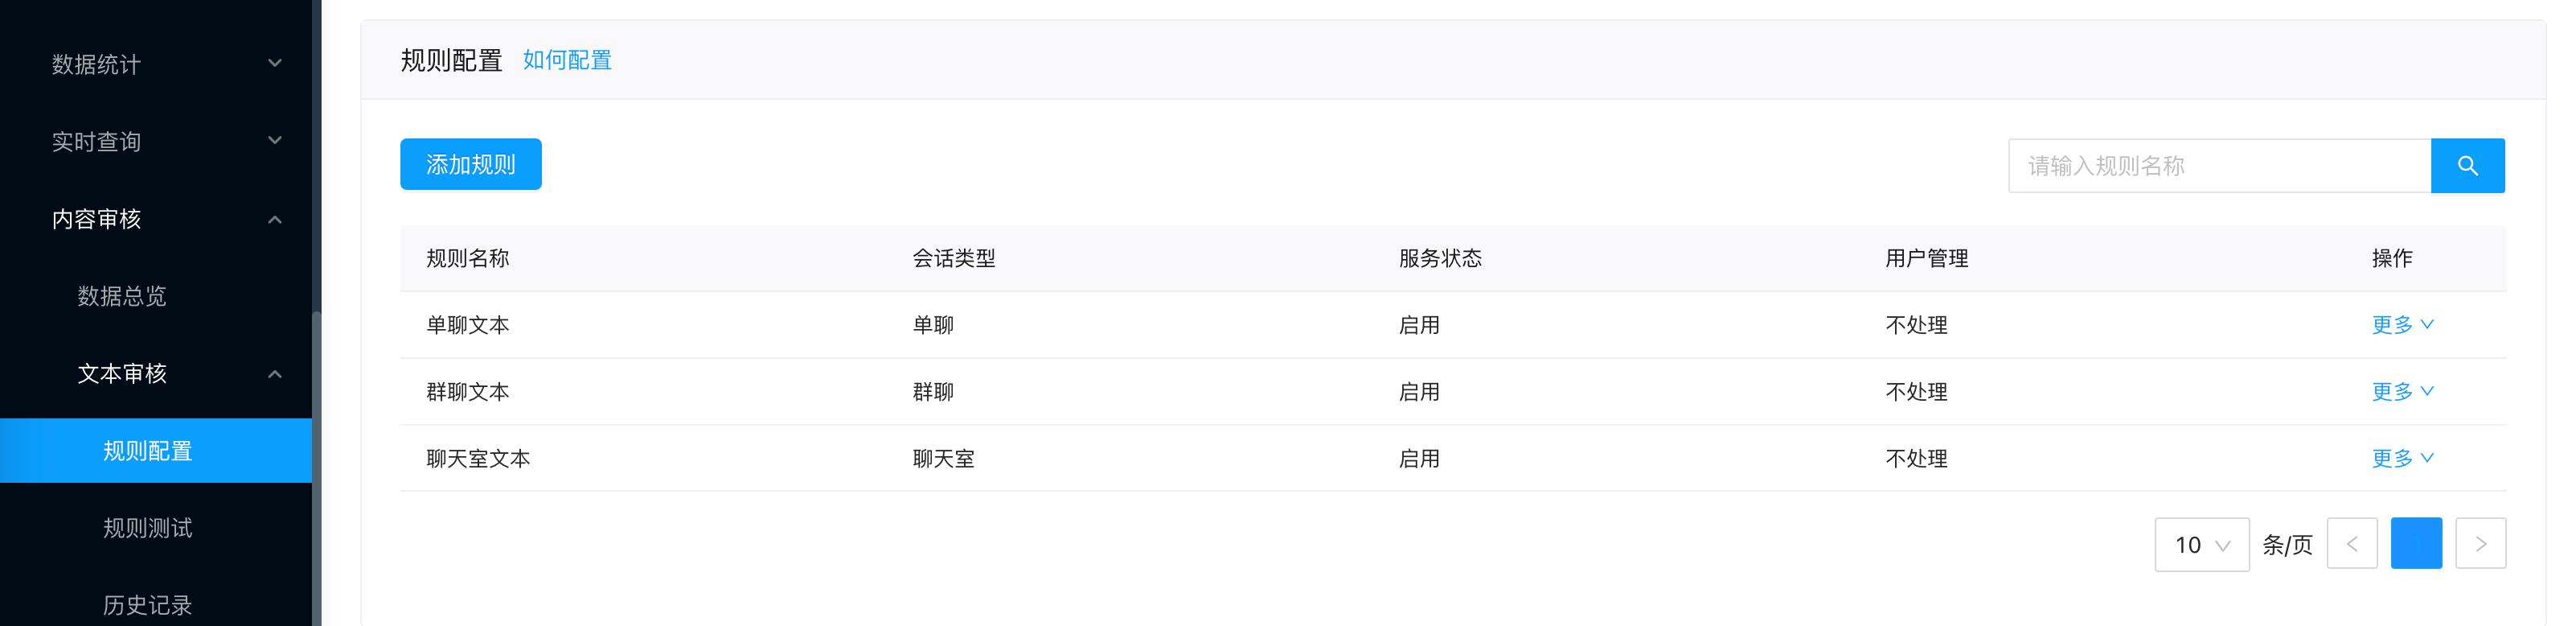 数据统计
实时查询
内容审核
数据总览
文本审核
规则配置
规则测试
历史记录
规则配置 如何配置
添加规则
请输入规则名称
规则名称 会话类型 服务状态 用户管理 操作
单聊文本 单聊 启用 不处理 更多
群聊文本 群聊 启用 不处理 更多
聊天室文本 聊天室 启用 不处理 更多
10 条/页